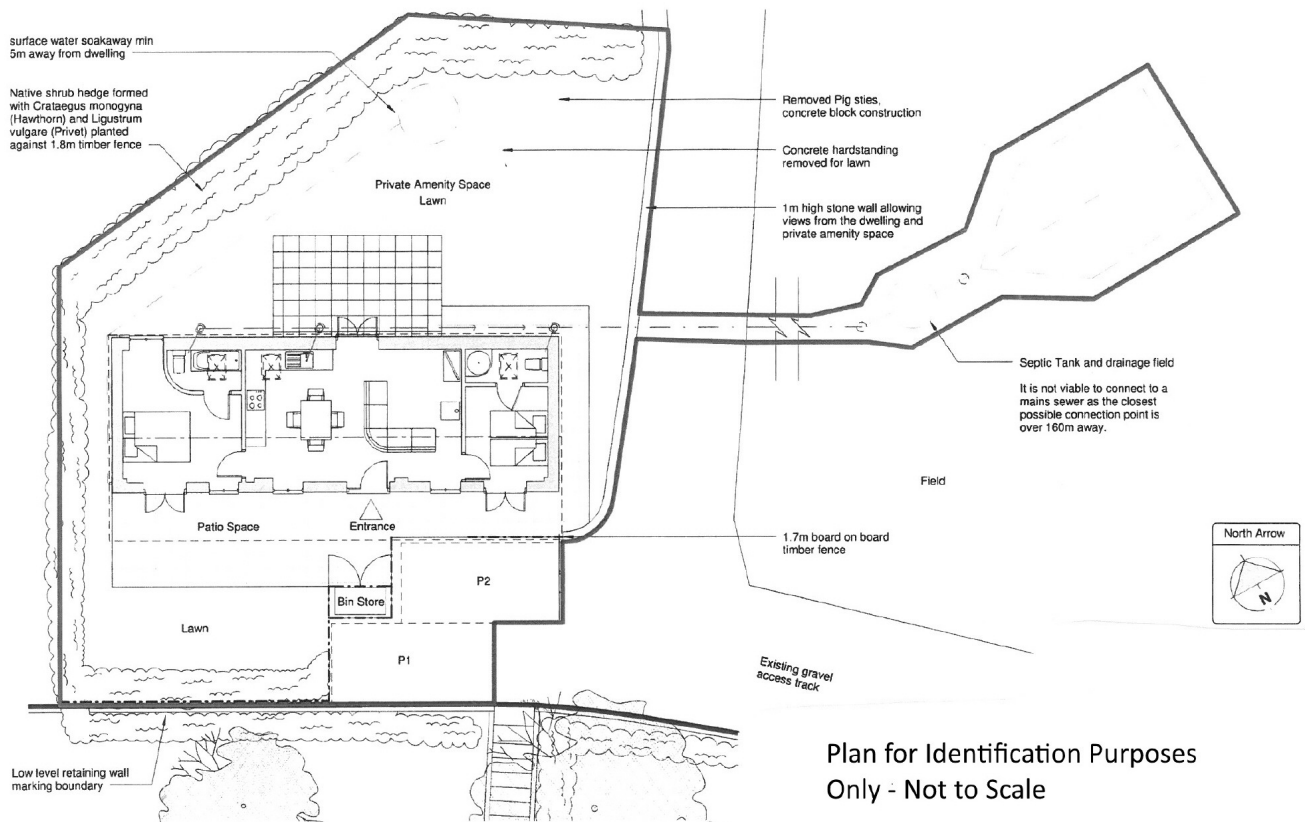 surface water soakaway min
5m away from dwelling
Native shrub hedge formed
with Crataegus monogyna
(Hawthorn) and Ligustrum
vulgare (Privet) planted
against 1.8m timber fence
Removed Pig sties,
concrete block construction
Concrete hardstanding
removed for lawn
Private Amenity Space
Lawn
1m high stone wall allowing
views from the dwelling and
private amenity space
Septic Tank and drainage field
It is not viable to connect to a
mains sewer as the closest
possible connection point is
over 160m away.
Field
Patio Space
Entrance
1.7m board on board
timber fence
North Arrow
N
P2
Bin Store
Lawn
P1
Existing gravel
access track
Low level retaining wall
marking boundary
Plan for Identification Purposes
Only - Not to Scale